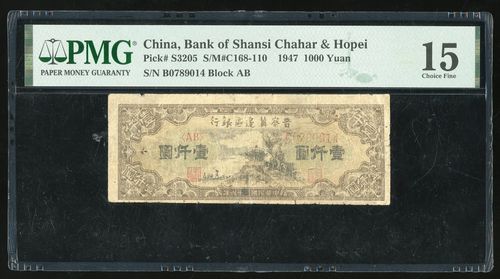 PMG
PAPER MONEY GUARANTY
China, Bank of Shansi Chahar & Hopei
Pick# S3205 S/M#C168-110 1947 1000 Yuan
S/N B0789014 Block AB
15
Choice Fine
行銀區邊冀察晉
AB
圓仟壹
圓仟壹